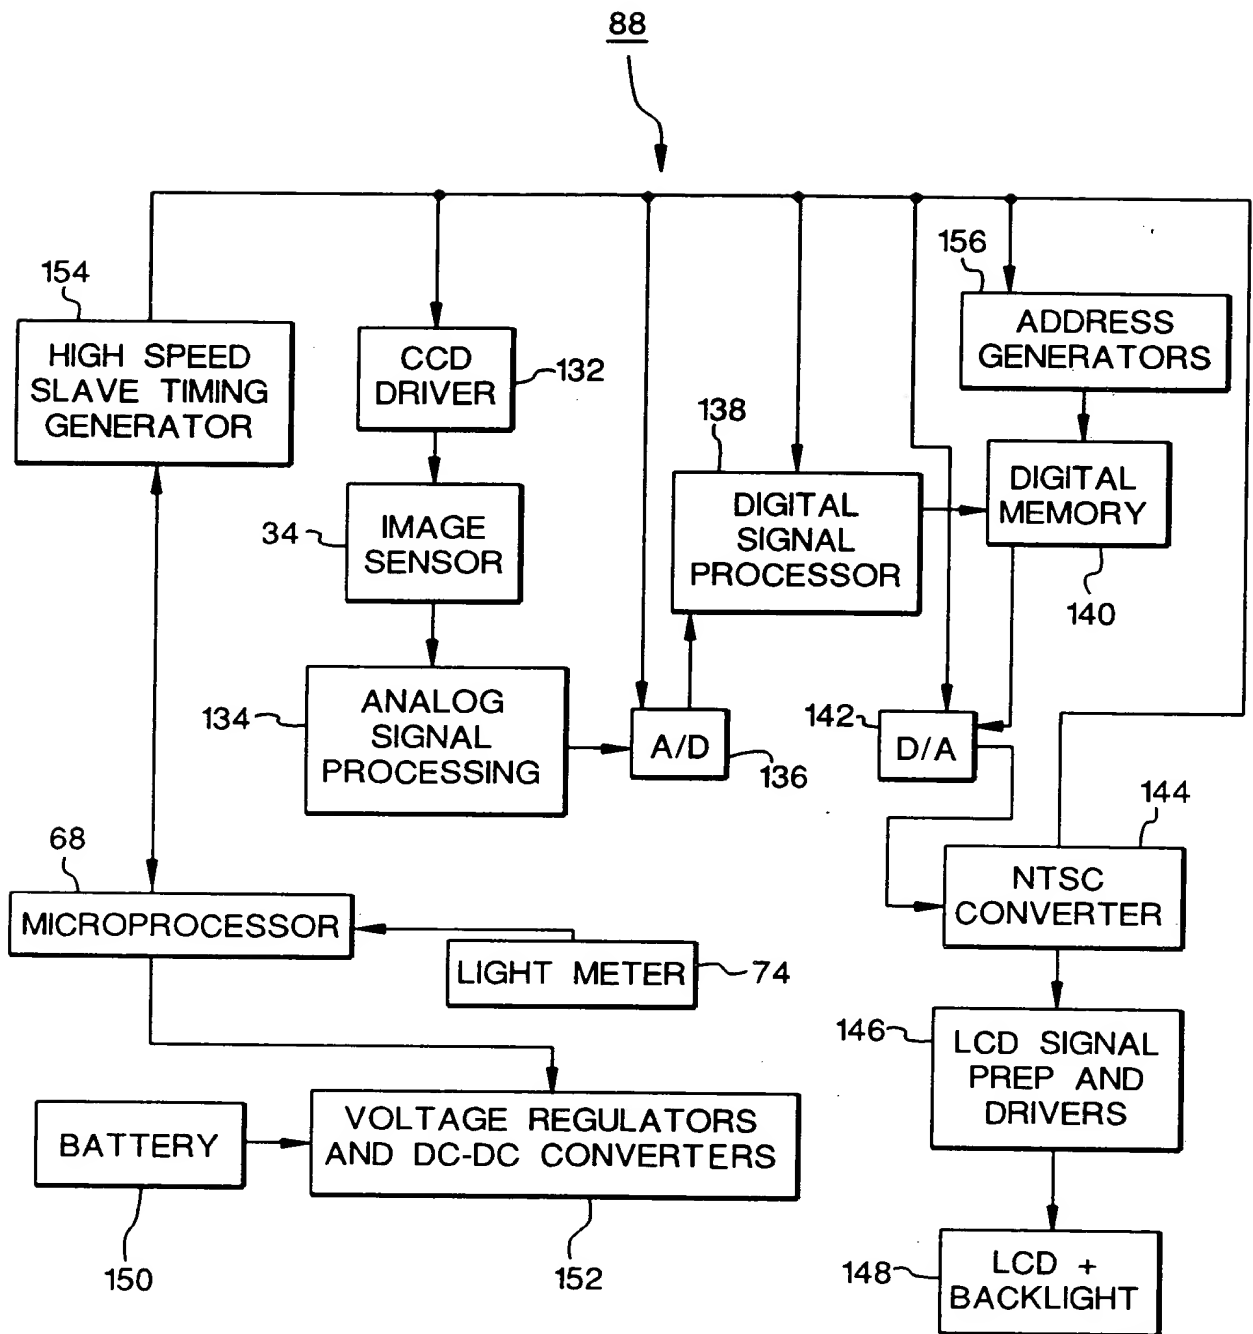 88
154
HIGH SPEED
SLAVE TIMING
GENERATOR
CCD
DRIVER
132
156
ADDRESS
GENERATORS
138
DIGITAL
SIGNAL
PROCESSOR
DIGITAL
MEMORY
140
34
IMAGE
SENSOR
134
ANALOG
SIGNAL
PROCESSING
A/D
136
142
D/A
144
NTSC
CONVERTER
68
MICROPROCESSOR
LIGHT METER
74
146
LCD SIGNAL
PREP AND
DRIVERS
BATTERY
150
VOLTAGE REGULATORS
AND DC-DC CONVERTERS
152
148
LCD +
BACKLIGHT